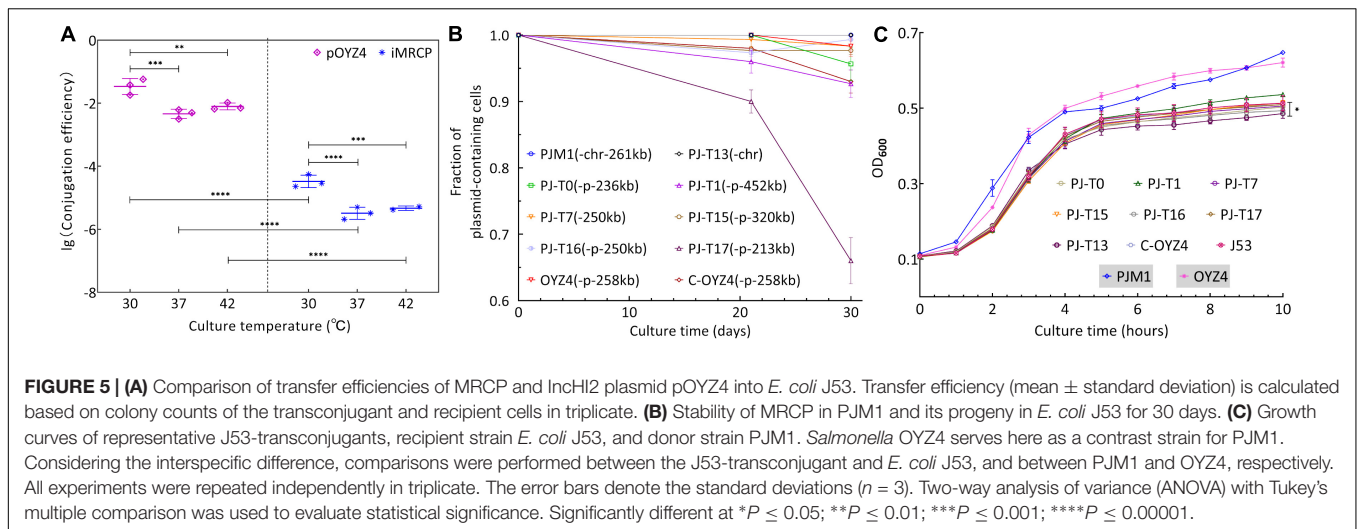 A
pOYZ4 iMRCP
lg (Conjugation efficiency)
0
-2
-4
-6
-8
**
***
***
****
****
****
****
30 37 42 30 37 42
Culture temperature (℃)
B
Fraction of
plasmid-containing cells
1.0
0.9
0.8
0.7
0.6
PJM1(-chr-261kb) PJ-T13(-chr)
PJ-T0(-p-236kb) PJ-T1(-p-452kb)
PJ-T7(-250kb) PJ-T15(-p-320kb)
PJ-T16(-p-250kb) PJ-T17(-p-213kb)
OYZ4(-p-258kb) C-OYZ4(-p-258kb)
0 10 20 30
Culture time (days)
C
OD600
0.7
0.5
0.3
0.1
*
PJ-T0 PJ-T1 PJ-T7
PJ-T15 PJ-T16 PJ-T17
PJ-T13 C-OYZ4 J53
PJM1 OYZ4
0 2 4 6 8 10
Culture time (hours)
FIGURE 5 | (A) Comparison of transfer efficiencies of MRCP and IncHI2 plasmid pOYZ4 into E. coli J53. Transfer efficiency (mean ± standard deviation) is calculated
based on colony counts of the transconjugant and recipient cells in triplicate. (B) Stability of MRCP in PJM1 and its progeny in E. coli J53 for 30 days. (C) Growth
curves of representative J53-transconjugants, recipient strain E. coli J53, and donor strain PJM1. Salmonella OYZ4 serves here as a contrast strain for PJM1.
Considering the interspecific difference, comparisons were performed between the J53-transconjugant and E. coli J53, and between PJM1 and OYZ4, respectively.
All experiments were repeated independently in triplicate. The error bars denote the standard deviations (n = 3). Two-way analysis of variance (ANOVA) with Tukey's
multiple comparison was used to evaluate statistical significance. Significantly different at *P ≤ 0.05; **P ≤ 0.01; ***P ≤ 0.001; ****P ≤ 0.00001.